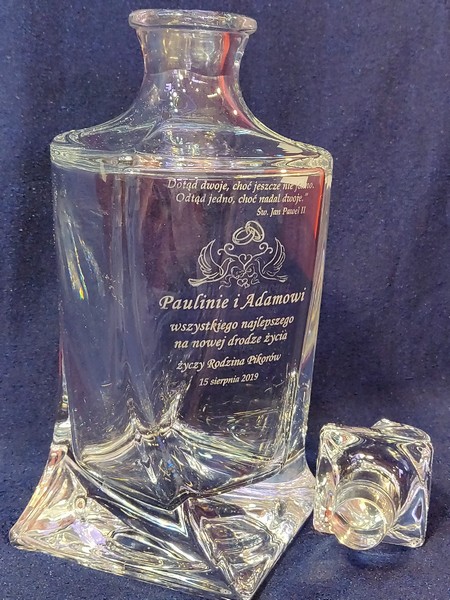 "Dotąd dwoje, choć jeszcze nie jedno.
Odtąd jedno, choć nadal dwoje."
Św. Jan Paweł II
Paulinie i Adamowi
wszystkiego najlepszego
na nowej drodze życia
życzy Rodzina Pikorów
15 sierpnia 2019